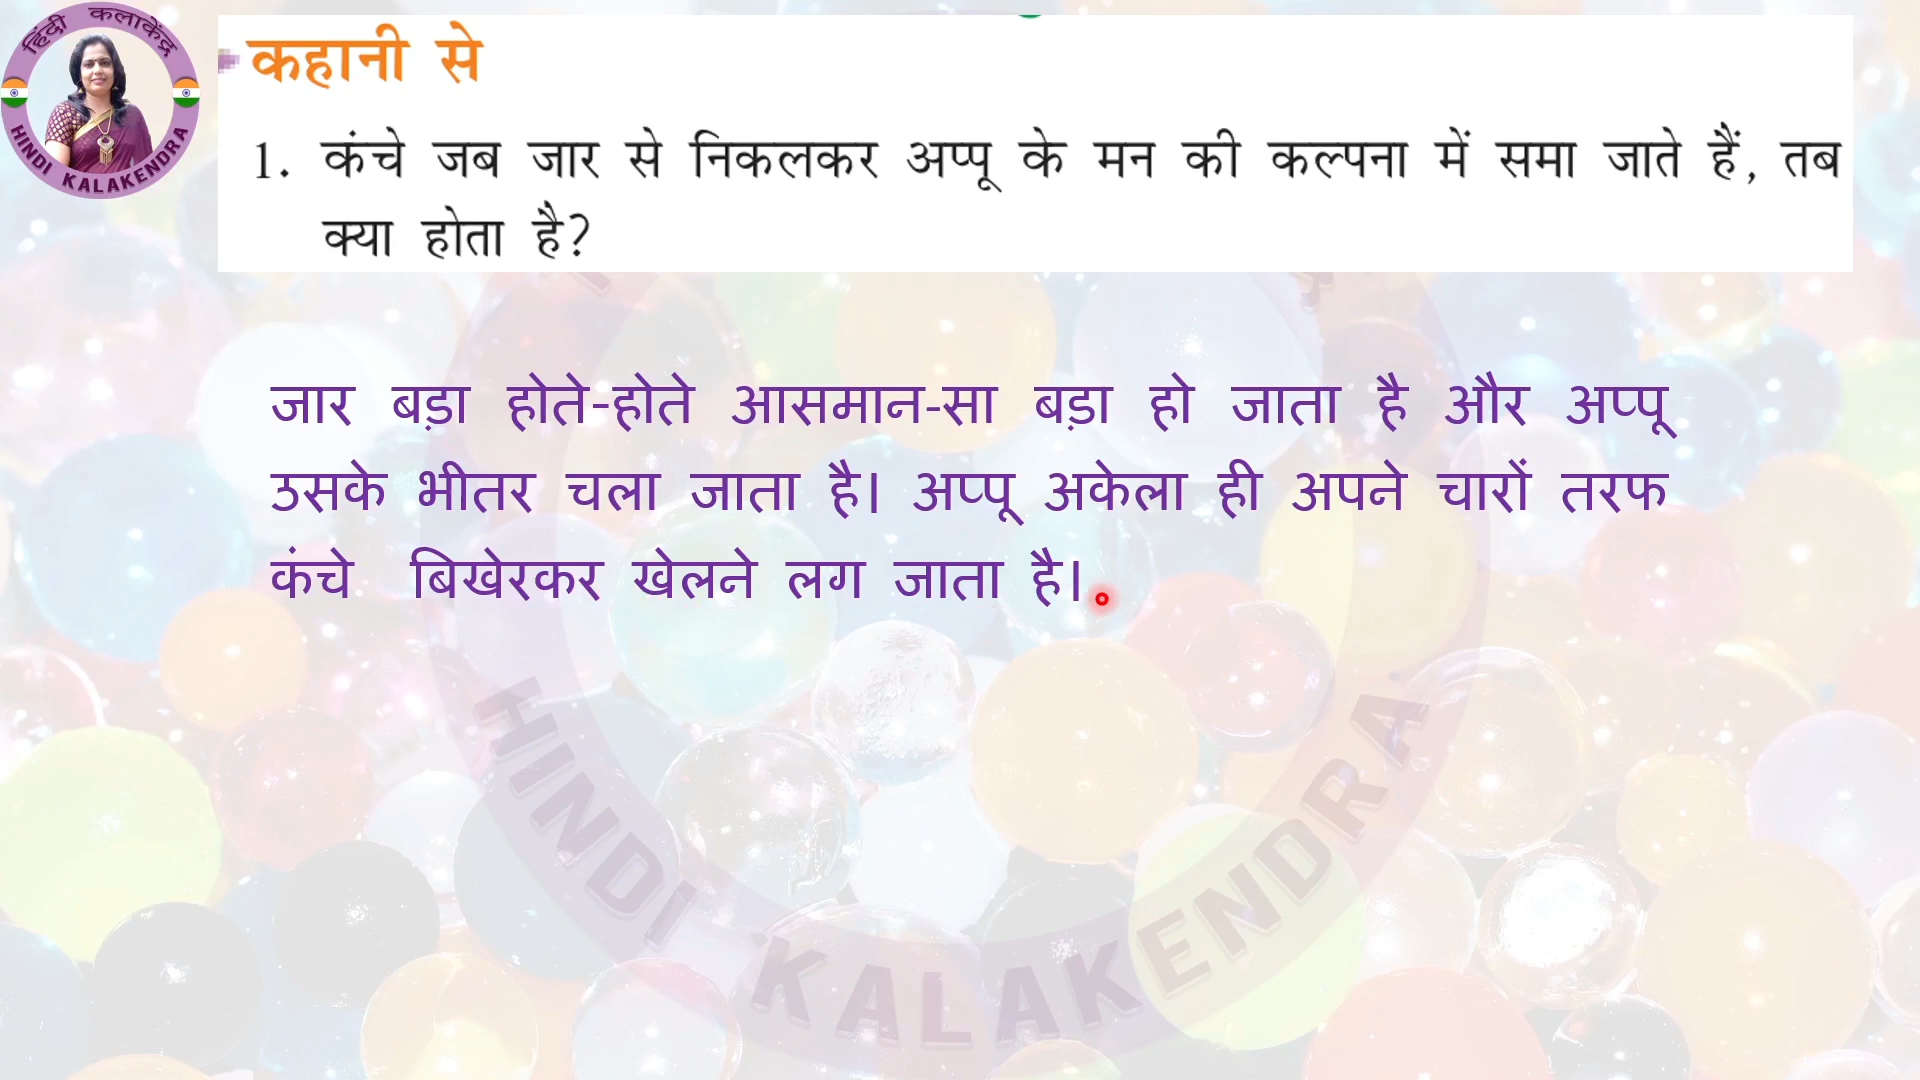 हिंदी कलाकेंद्र
HINDI KALAKENDRA
कहानी से
1. कंचे जब जार से निकलकर अप्पू के मन की कल्पना में समा जाते हैं, तब
क्या होता है?
जार बड़ा होते-होते आसमान-सा बड़ा हो जाता है और अप्पू
उसके भीतर चला जाता है। अप्पू अकेला ही अपने चारों तरफ
कंचे बिखेरकर खेलने लग जाता है।
HINDI KALAKENDRA